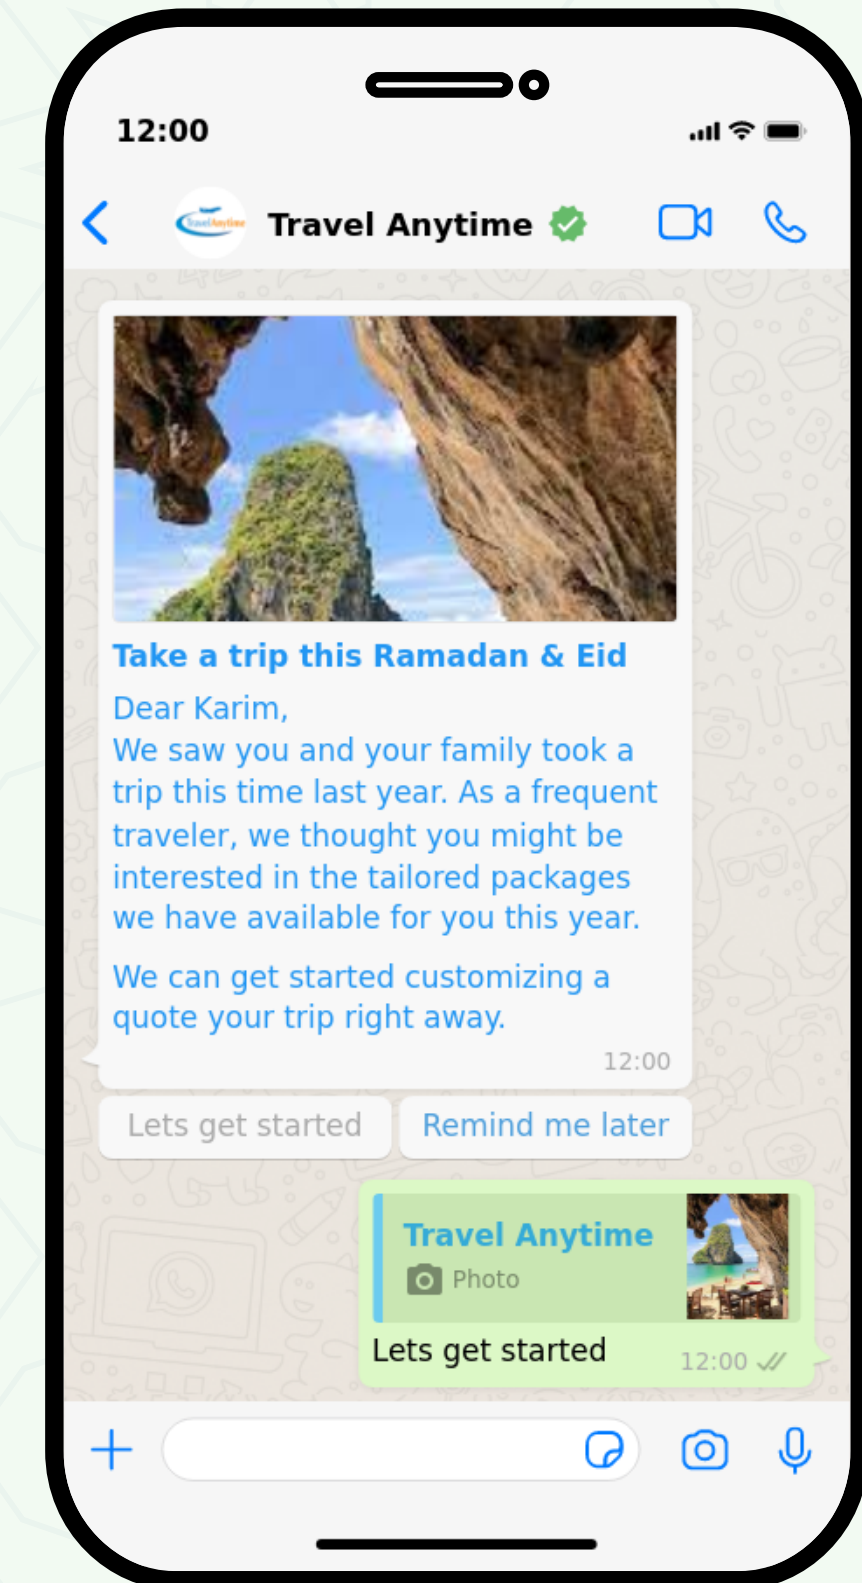 12:00
TravelAnytime
Travel Anytime
Take a trip this Ramadan & Eid
Dear Karim,
We saw you and your family took a
trip this time last year. As a frequent
traveler, we thought you might be
interested in the tailored packages
we have available for you this year.
We can get started customizing a
quote your trip right away.
12:00
Lets get started
Remind me later
Travel Anytime
Photo
Lets get started
12:00